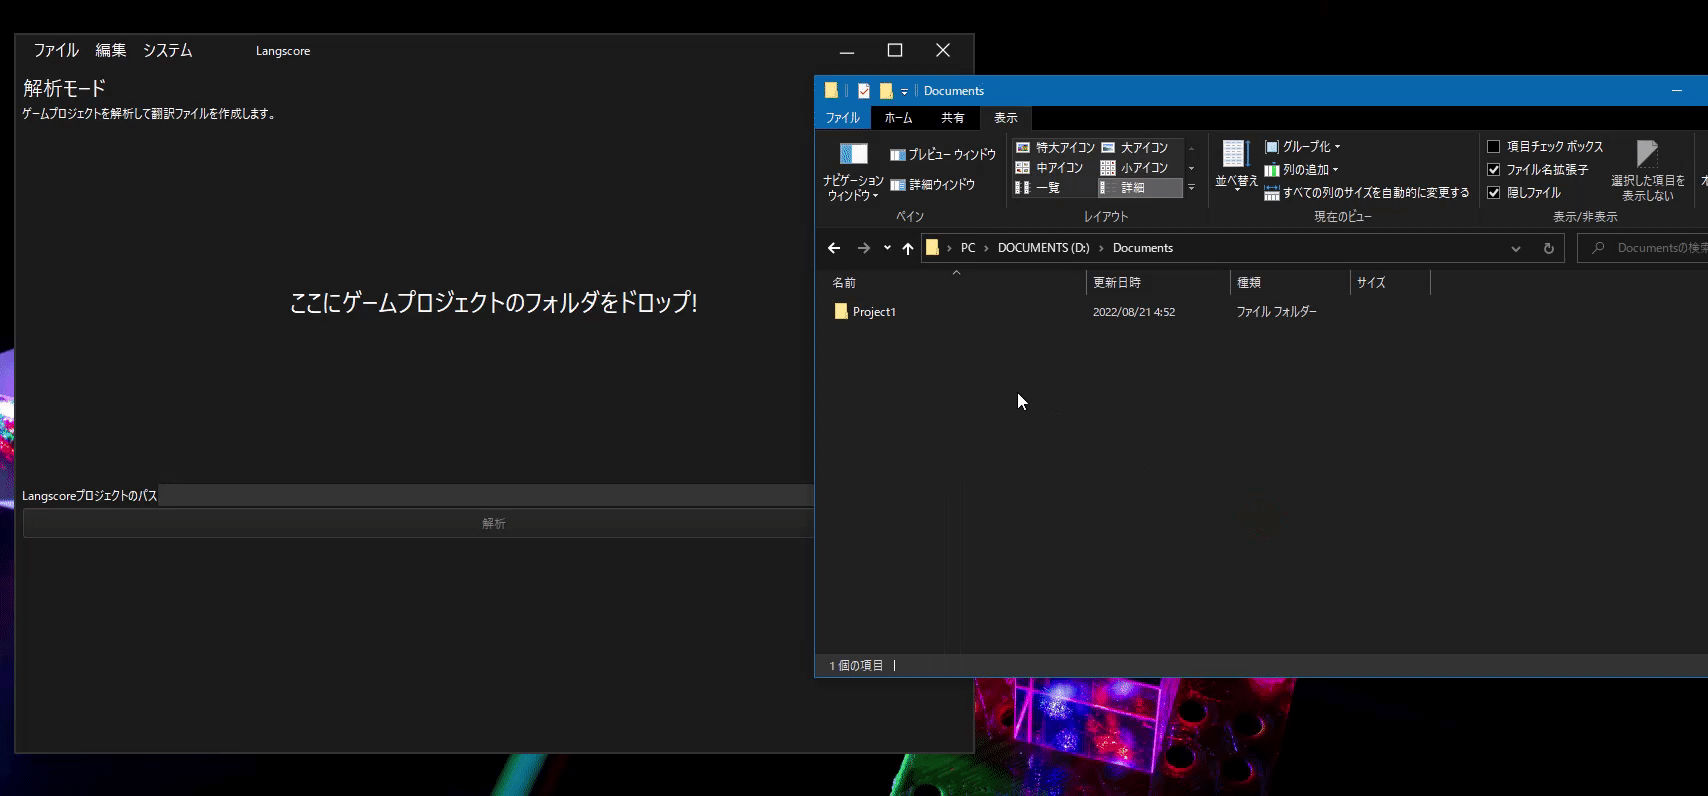 ファイル 編集 システム Langscore
解析モード
ゲームプロジェクトを解析して翻訳ファイルを作成します。
ここにゲームプロジェクトのフォルダをドロップ!
Langscoreプロジェクトのパス
解析
Documents
ファイル ホーム 共有 表示
ナビゲーション
ウィンドウ
プレビュー ウィンドウ
詳細ウィンドウ
ペイン
特大アイコン 大アイコン
中アイコン 小アイコン
一覧 詳細
レイアウト
並べ替え
グループ化
列の追加
すべての列のサイズを自動的に変更する
現在のビュー
項目チェック ボックス
ファイル名拡張子
隠しファイル
選択した項目を
表示しない
表示/非表示
PC › DOCUMENTS (D:) › Documents
Documentsの検索
名前 更新日時 種類 サイズ
Project1 2022/08/21 4:52 ファイル フォルダー
1 個の項目